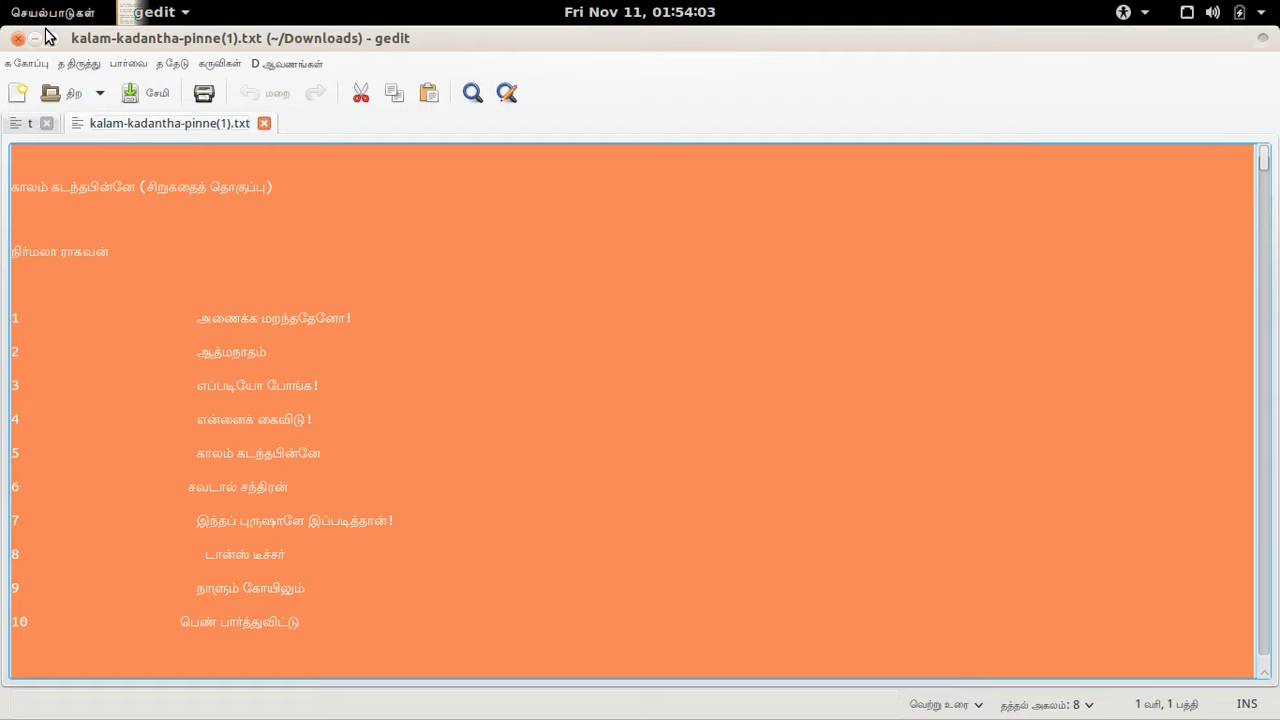 செயல்பாடுகள் gedit Fri Nov 11, 01:54:03
kalam-kadantha-pinne(1).txt (~/Downloads) - gedit
க கோப்பு த திருத்து பார்வை த தேடு கருவிகள் D ஆவணங்கள்
திற சேமி மறை
t kalam-kadantha-pinne(1).txt
காலம் கடந்தபின்னே (சிறுகதைத் தொகுப்பு)
நிர்மலா ராகவன்
1 அணைக்க மறந்ததேனோ!
2 ஆத்மநாதம்
3 எப்படியோ போங்க!
4 என்னைக் கைவிடு!
5 காலம் கடந்தபின்னே
6 சவடால் சந்திரன்
7 இந்தப் புருஷாளே இப்படித்தான்!
8 டான்ஸ் டீச்சர்
9 நாளும் கோயிலும்
10 பெண் பார்த்துவிட்டு
வெற்று உரை தத்தல் அகலம்: 8 1 வரி, 1 பத்தி INS